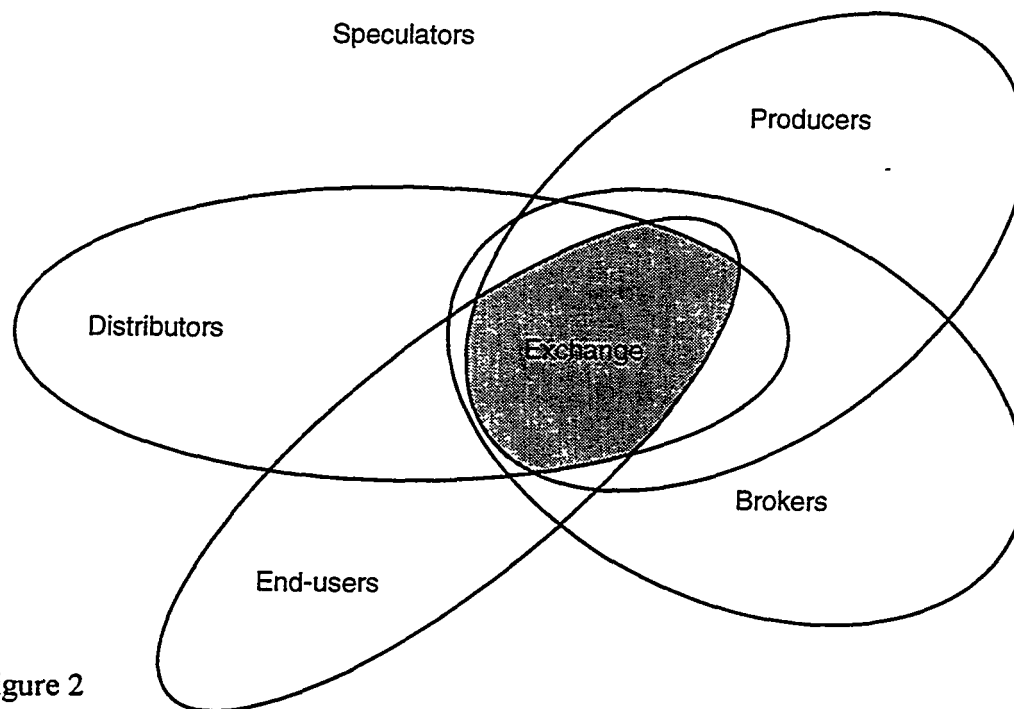 Speculators
Producers
Distributors
Exchange
Brokers
End-users
gure 2